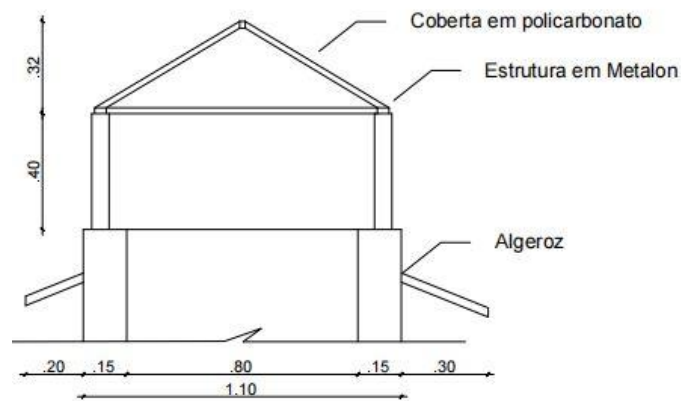 Coberta em policarbonato
.32
Estrutura em Metalon
.40
Algeroz
.20 .15 .80 .15 .30
1.10